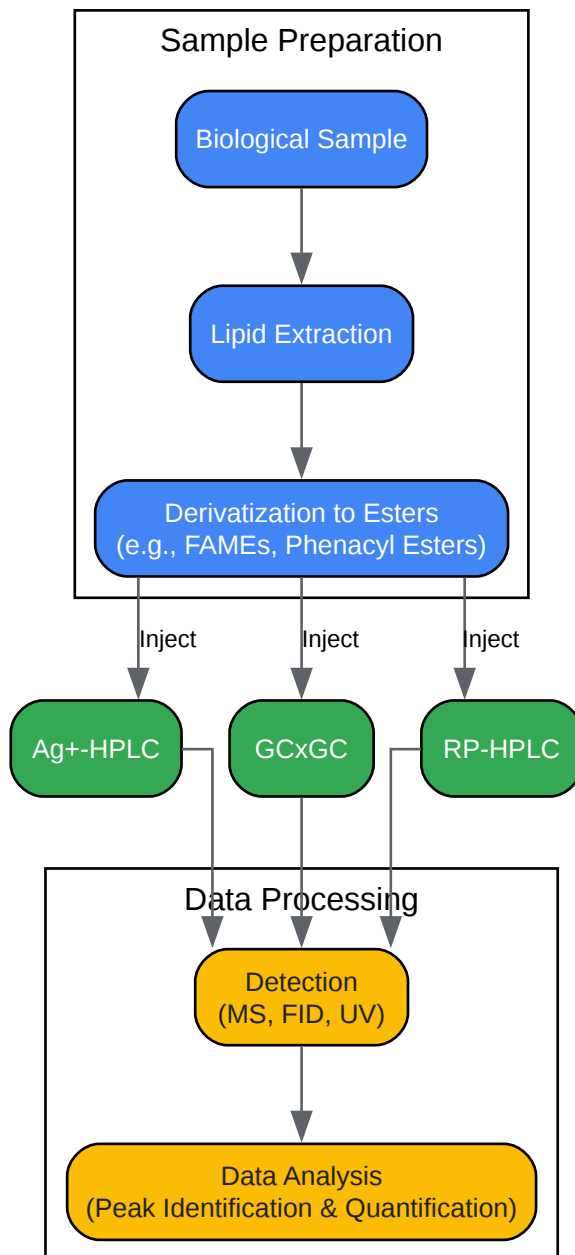 Sample Preparation
Biological Sample
Lipid Extraction
Derivatization to Esters
(e.g., FAMEs, Phenacyl Esters)
Inject
Inject
Inject
Ag+-HPLC
GCxGC
RP-HPLC
Data Processing
Detection
(MS, FID, UV)
Data Analysis
(Peak Identification & Quantification)